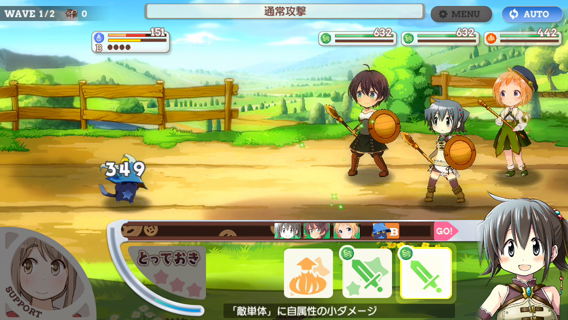 WAVE 1/2 0
通常攻撃
MENU
AUTO
151
B
632
632
442
349
B
GO!
とっておき
SUPPORT
「敵単体」に自属性の小ダメージ